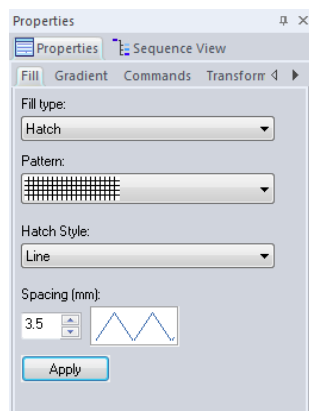 Properties
Properties Sequence View
Fill Gradient Commands Transform
Fill type:
Hatch
Pattern:
Hatch Style:
Line
Spacing (mm):
3.5
Apply